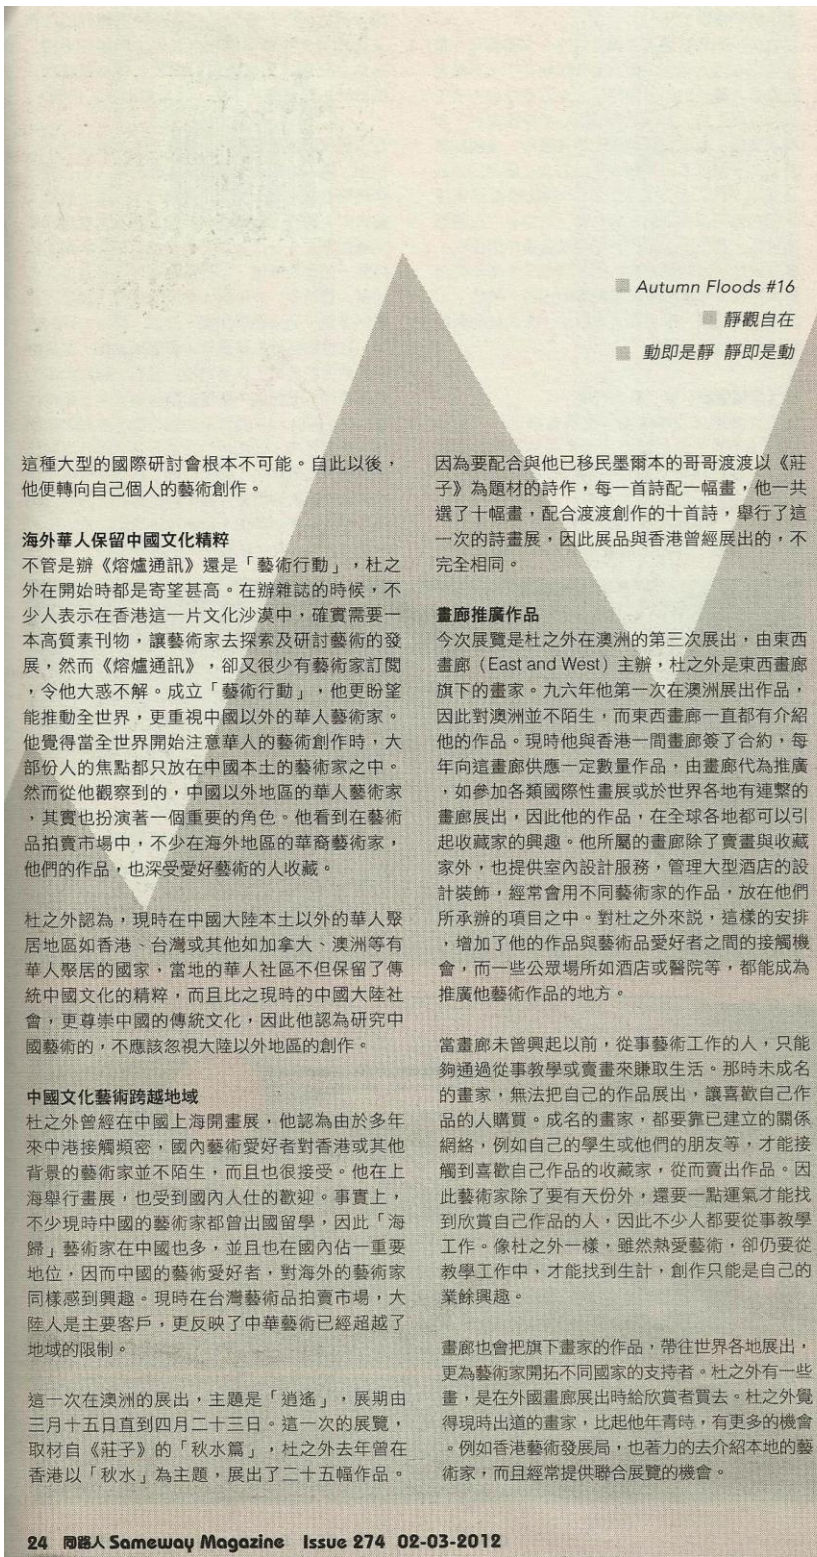 Autumn Floods #16
靜觀自在
動即是靜 靜即是動
這種大型的國際研討會根本不可能。自此以後，
他便轉向自己個人的藝術創作。
海外華人保留中國文化精粹
不管是辦《熔爐通訊》還是「藝術行動」，杜之
外在開始時都是寄望甚高。在辦雜誌的時候，不
少人表示在香港這一片文化沙漠中，確實需要一
本高質素刊物，讓藝術家去探索及研討藝術的發
展，然而《熔爐通訊》，卻又很少有藝術家訂閱
，令他大惑不解。成立「藝術行動」，他更盼望
能推動全世界，更重視中國以外的華人藝術家。
他覺得當全世界開始注意華人的藝術創作時，大
部份人的焦點都只放在中國本土的藝術家之中。
然而從他觀察到的，中國以外地區的華人藝術家
，其實也扮演著一個重要的角色。他看到在藝術
品拍賣市場中，不少在海外地區的華裔藝術家，
他們的作品，也深受愛好藝術的人收藏。
杜之外認為，現時在中國大陸本土以外的華人聚
居地區如香港、台灣或其他如加拿大、澳洲等有
華人聚居的國家，當地的華人社區不但保留了傳
統中國文化的精粹，而且比之現時的中國大陸社
會，更尊崇中國的傳統文化，因此他認為研究中
國藝術的，不應該忽視大陸以外地區的創作。
中國文化藝術跨越地域
杜之外曾經在中國上海開畫展，他認為由於多年
來中港接觸頻密，國內藝術愛好者對香港或其他
背景的藝術家並不陌生，而且也很接受。他在上
海舉行畫展，也受到國內人仕的歡迎。事實上，
不少現時中國的藝術家都曾出國留學，因此「海
歸」藝術家在中國也多，並且也在國內佔一重要
地位，因而中國的藝術愛好者，對海外的藝術家
同樣感到興趣。現時在台灣藝術品拍賣市場，大
陸人是主要客戶，更反映了中華藝術已經超越了
地域的限制。
這一次在澳洲的展出，主題是「逍遙」，展期由
三月十五日直到四月二十三日。這一次的展覽，
取材自《莊子》的「秋水篇」，杜之外去年曾在
香港以「秋水」為主題，展出了二十五幅作品。
因為要配合與他已移民墨爾本的哥哥渡渡以《莊
子》為題材的詩作，每一首詩配一幅畫，他一共
選了十幅畫，配合渡渡創作的十首詩，舉行了這
一次的詩畫展，因此展品與香港曾經展出的，不
完全相同。
畫廊推廣作品
今次展覽是杜之外在澳洲的第三次展出，由東西
畫廊（East and West）主辦，杜之外是東西畫廊
旗下的畫家。九六年他第一次在澳洲展出作品，
因此對澳洲並不陌生，而東西畫廊一直都有介紹
他的作品。現時他與香港一間畫廊簽了合約，每
年向這畫廊供應一定數量作品，由畫廊代為推廣
，如參加各類國際性畫展或於世界各地有連繫的
畫廊展出，因此他的作品，在全球各地都可以引
起收藏家的興趣。他所屬的畫廊除了賣畫與收藏
家外，也提供室內設計服務，管理大型酒店的設
計裝飾，經常會用不同藝術家的作品，放在他們
所承辦的項目之中。對杜之外來說，這樣的安排
，增加了他的作品與藝術品愛好者之間的接觸機
會，而一些公眾場所如酒店或醫院等，都能成為
推廣他藝術作品的地方。
當畫廊未曾興起以前，從事藝術工作的人，只能
夠通過從事教學或賣畫來賺取生活。那時未成名
的畫家，無法把自己的作品展出，讓喜歡自己作
品的人購買。成名的畫家，都要靠已建立的關係
網絡，例如自己的學生或他們的朋友等，才能接
觸到喜歡自己作品的收藏家，從而賣出作品。因
此藝術家除了要有天份外，還要一點運氣才能找
到欣賞自己作品的人，因此不少人都要從事教學
工作。像杜之外一樣，雖然熱愛藝術，卻仍要從
教學工作中，才能找到生計，創作只能是自己的
業餘興趣。
畫廊也會把旗下畫家的作品，帶往世界各地展出，
更為藝術家開拓不同國家的支持者。杜之外有一些
畫，是在外國畫廊展出時給欣賞者買去。杜之外覺
得現時出道的畫家，比起他年青時，有更多的機會
。例如香港藝術發展局，也著力的去介紹本地的藝
術家，而且經常提供聯合展覽的機會。
24 同路人 Sameway Magazine Issue 274 02-03-2012